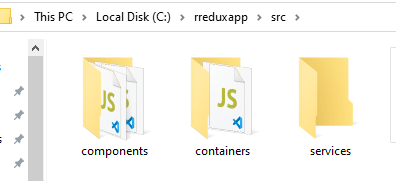 This PC > Local Disk (C:) > rreduxapp > src >
JS JS
components containers services